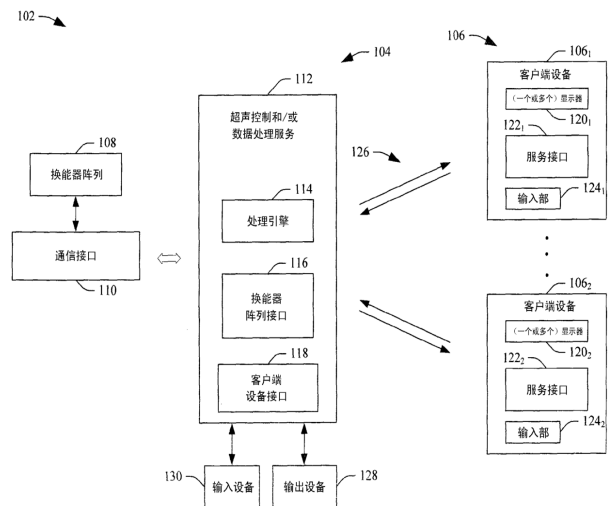 102
108
换能器阵列
通信接口
110
104
112
超声控制和/或
数据处理服务
114
处理引擎
116
换能器
阵列接口
118
客户端
设备接口
130
输入设备
输出设备
128
126
106
106₁
客户端设备
（一个或多个）显示器
120₁
122₁
服务接口
124₁
输入部
106₂
客户端设备
（一个或多个）显示器
120₂
122₂
服务接口
124₂
输入部